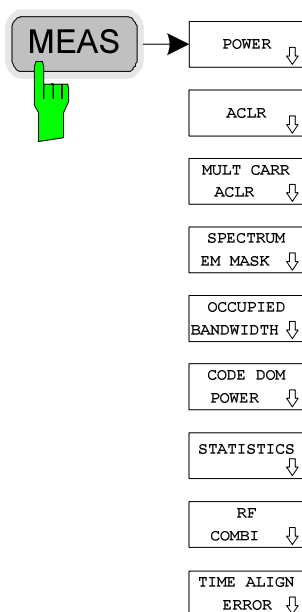 MEAS
POWER
ACLR
MULT CARR
ACLR
SPECTRUM
EM MASK
OCCUPIED
BANDWIDTH
CODE DOM
POWER
STATISTICS
RF
COMBI
TIME ALIGN
ERROR